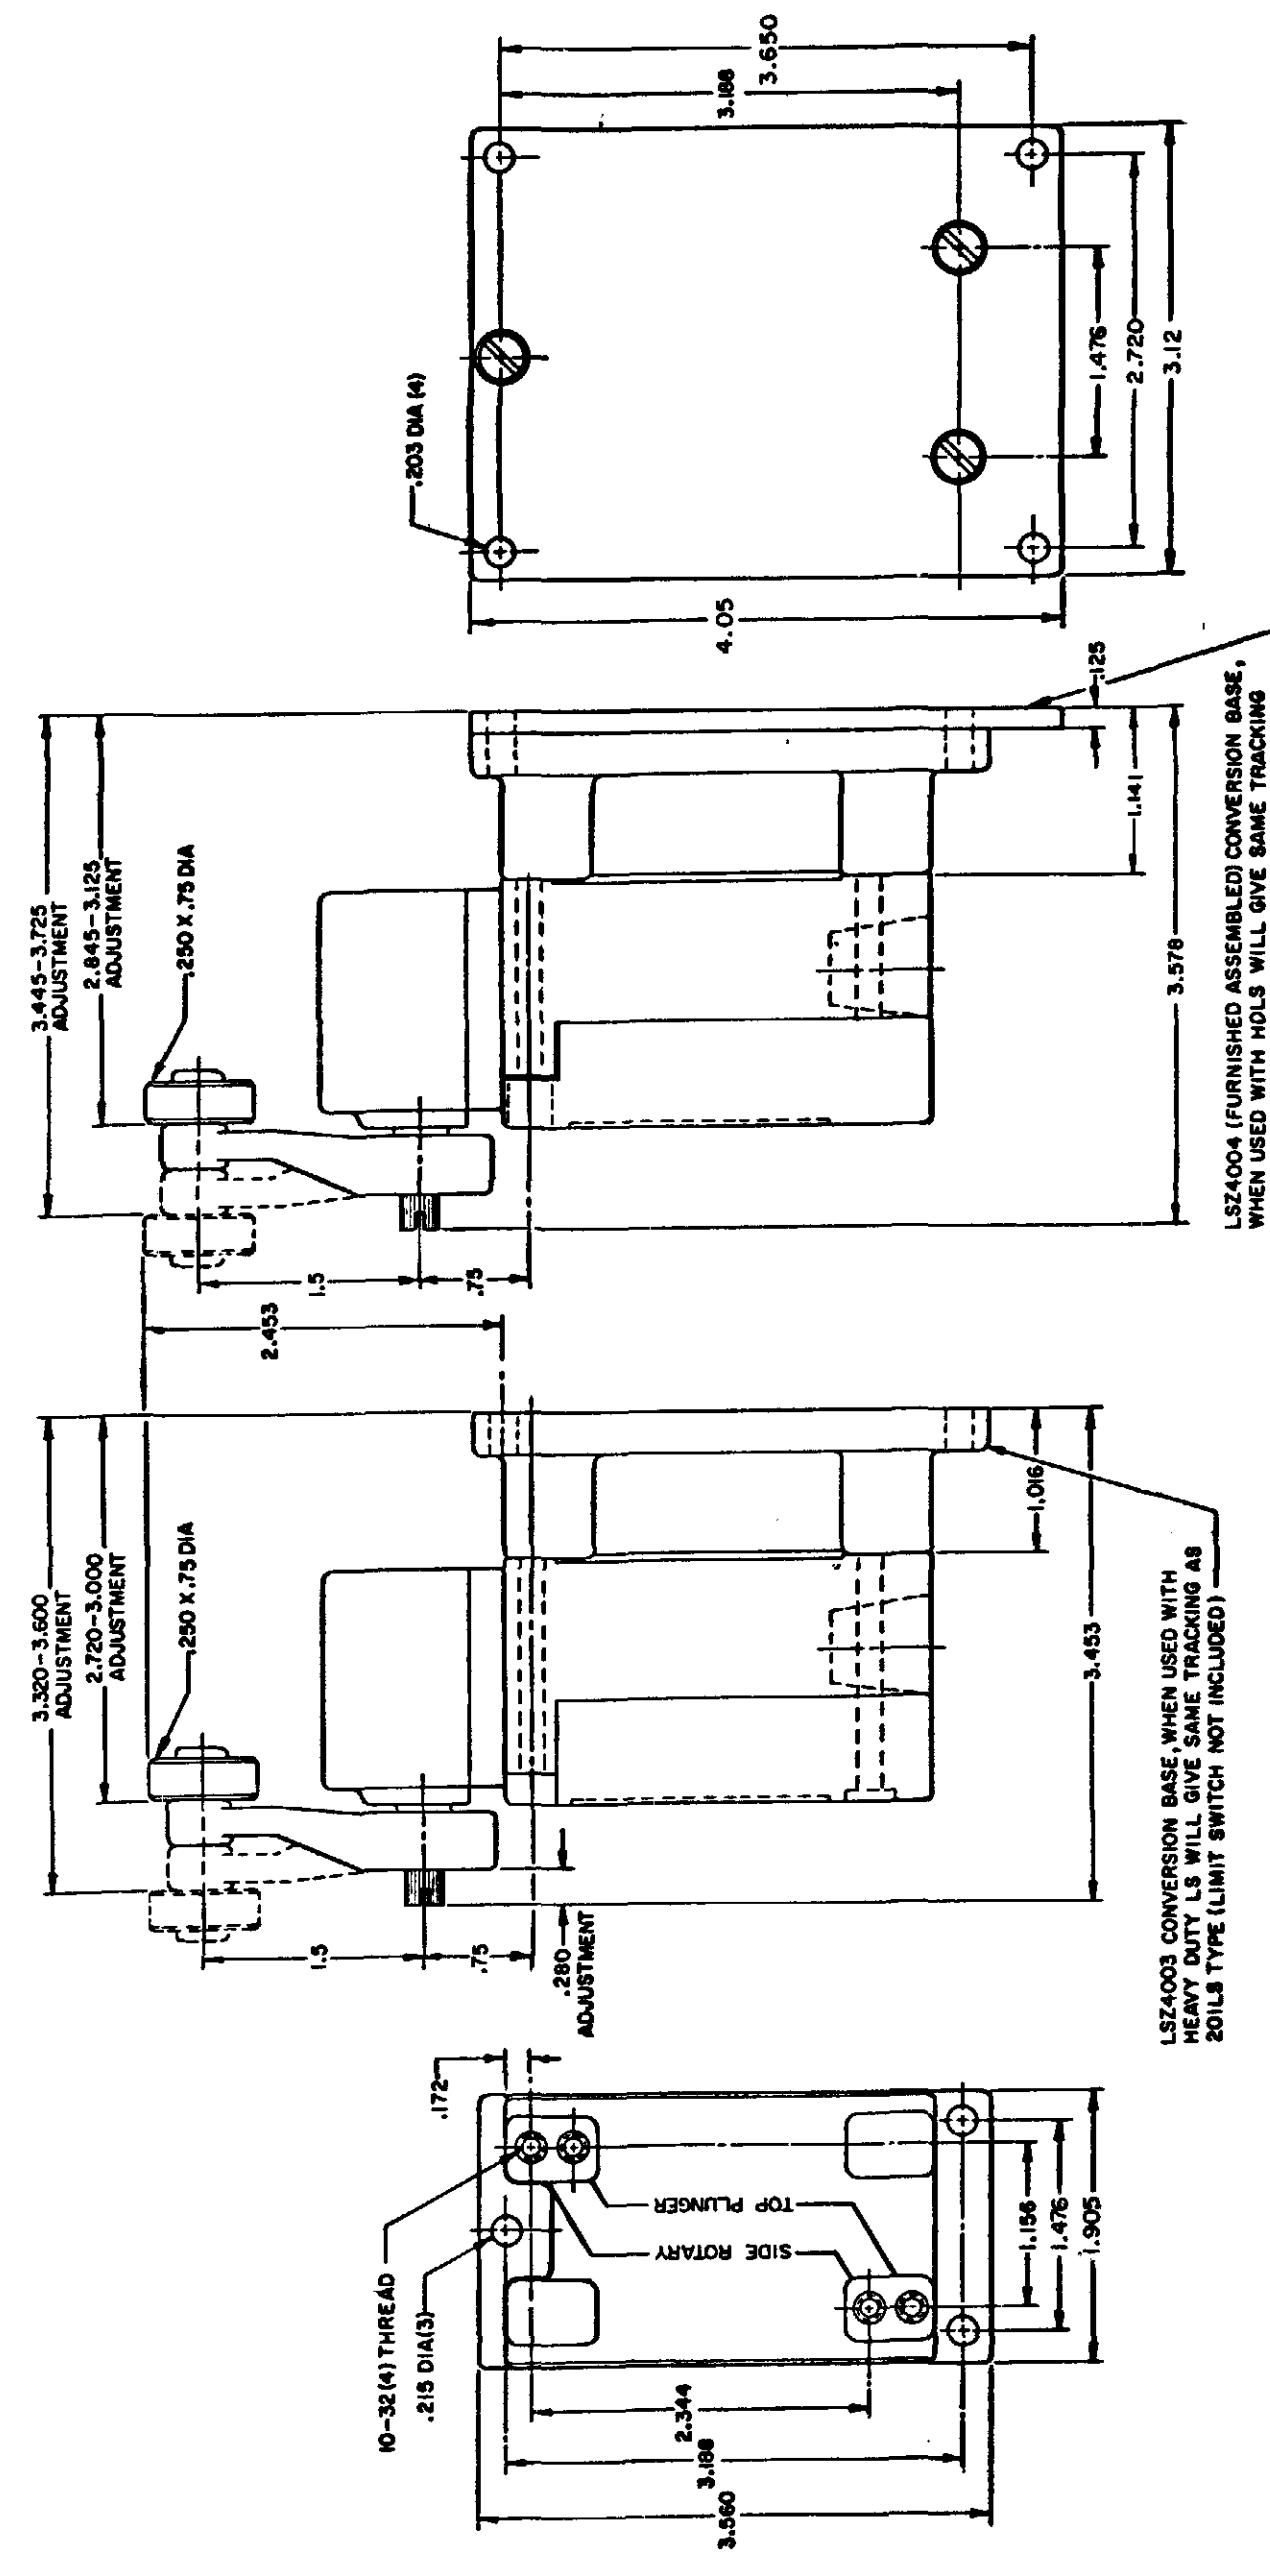 10-32 (4) THREAD
.215 DIA(3)
.172
SIDE ROTARY
TOP PLUNGER
2.344
3.188
3.560
1.156
1.476
1.905
3.320-3.600
ADJUSTMENT
2.720-3.000
ADJUSTMENT
.250 X .75 DIA
1.5
.75
.280
ADJUSTMENT
1.016
3.453
LSZ4003 CONVERSION BASE, WHEN USED WITH
HEAVY DUTY LS WILL GIVE SAME TRACKING AS
201LS TYPE (LIMIT SWITCH NOT INCLUDED)
2.453
3.445-3.725
ADJUSTMENT
2.845-3.125
ADJUSTMENT
.250 X .75 DIA
1.5
.75
.125
1.141
3.578
LSZ4004 (FURNISHED ASSEMBLED) CONVERSION BASE,
WHEN USED WITH HDLS WILL GIVE SAME TRACKING
.203 DIA (4)
4.05
3.188
3.650
1.476
2.720
3.12